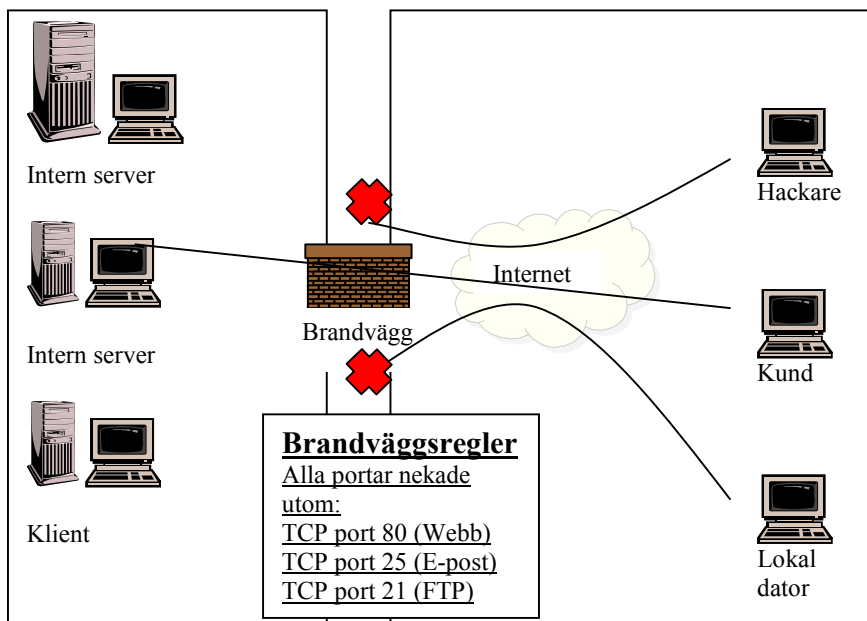 Intern server
Hackare
Internet
Brandvägg
Intern server
Kund
Brandväggsregler
Alla portar nekade
utom:
TCP port 80 (Webb)
TCP port 25 (E-post)
TCP port 21 (FTP)
Klient
Lokal
dator